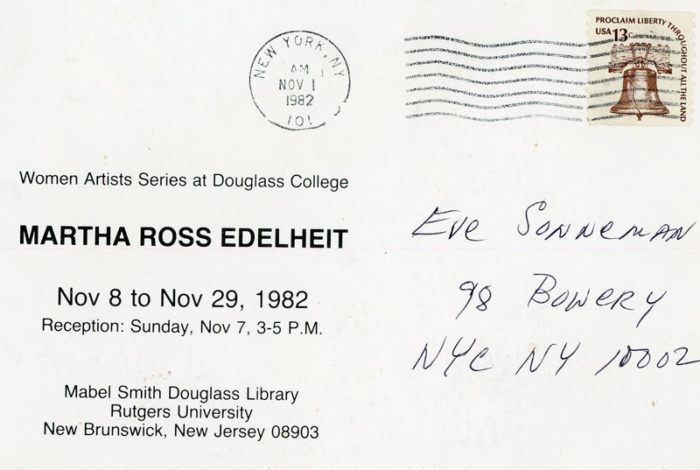 NEW YORK, NY
AM
NOV 1
1982
101
PROCLAIM LIBERTY THROUGHOUT ALL THE LAND
USA 13c
Women Artists Series at Douglass College
MARTHA ROSS EDELHEIT
Nov 8 to Nov 29, 1982
Reception: Sunday, Nov 7, 3-5 P.M.
Mabel Smith Douglass Library
Rutgers University
New Brunswick, New Jersey 08903
Eve Sonneman
98 Bowery
NYC NY 10002